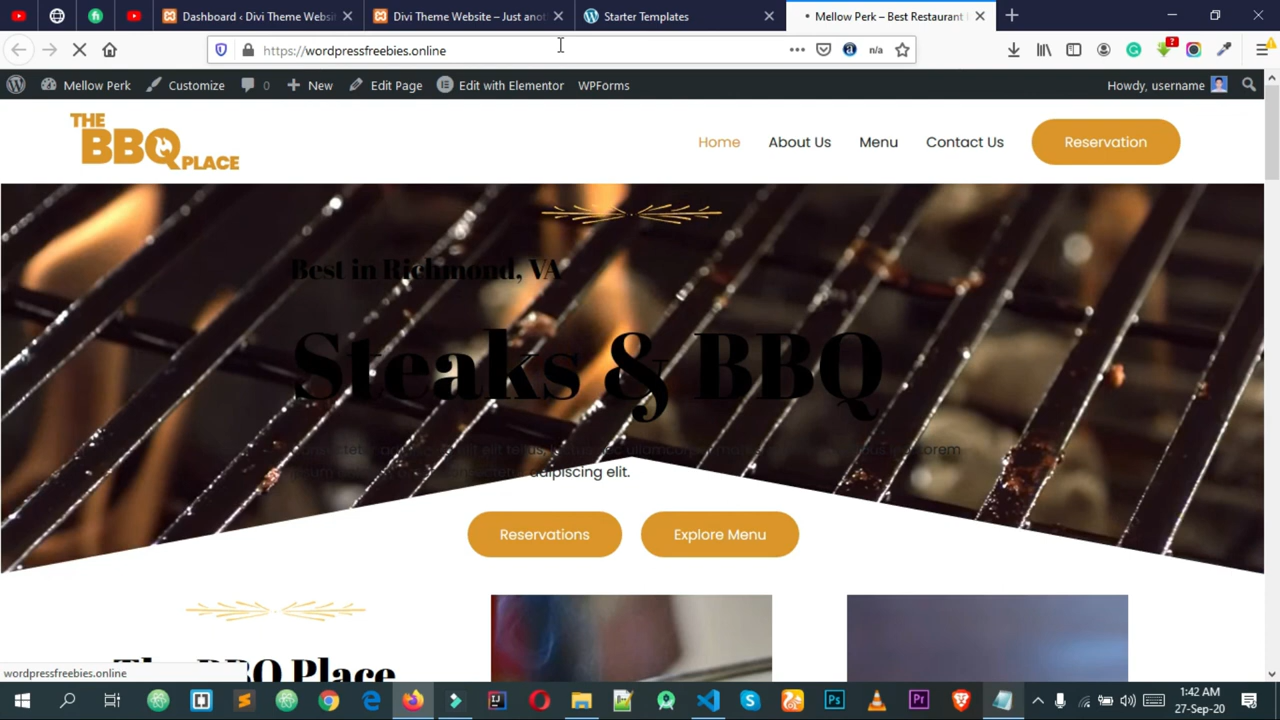 Dashboard ‹ Divi Theme Websit
Divi Theme Website – Just anot
Starter Templates
Mellow Perk – Best Restaurant
https://wordpressfreebies.online
n/a
?
Mellow Perk
Customize
0
New
Edit Page
Edit with Elementor
WPForms
Howdy, username
THE
BBQ
PLACE
Home
About Us
Menu
Contact Us
Reservation
Best in Richmond, VA
Steaks & BBQ
adipiscing elit.
Reservations
Explore Menu
The BBQ Place
wordpressfreebies.online
1:42 AM
27-Sep-20